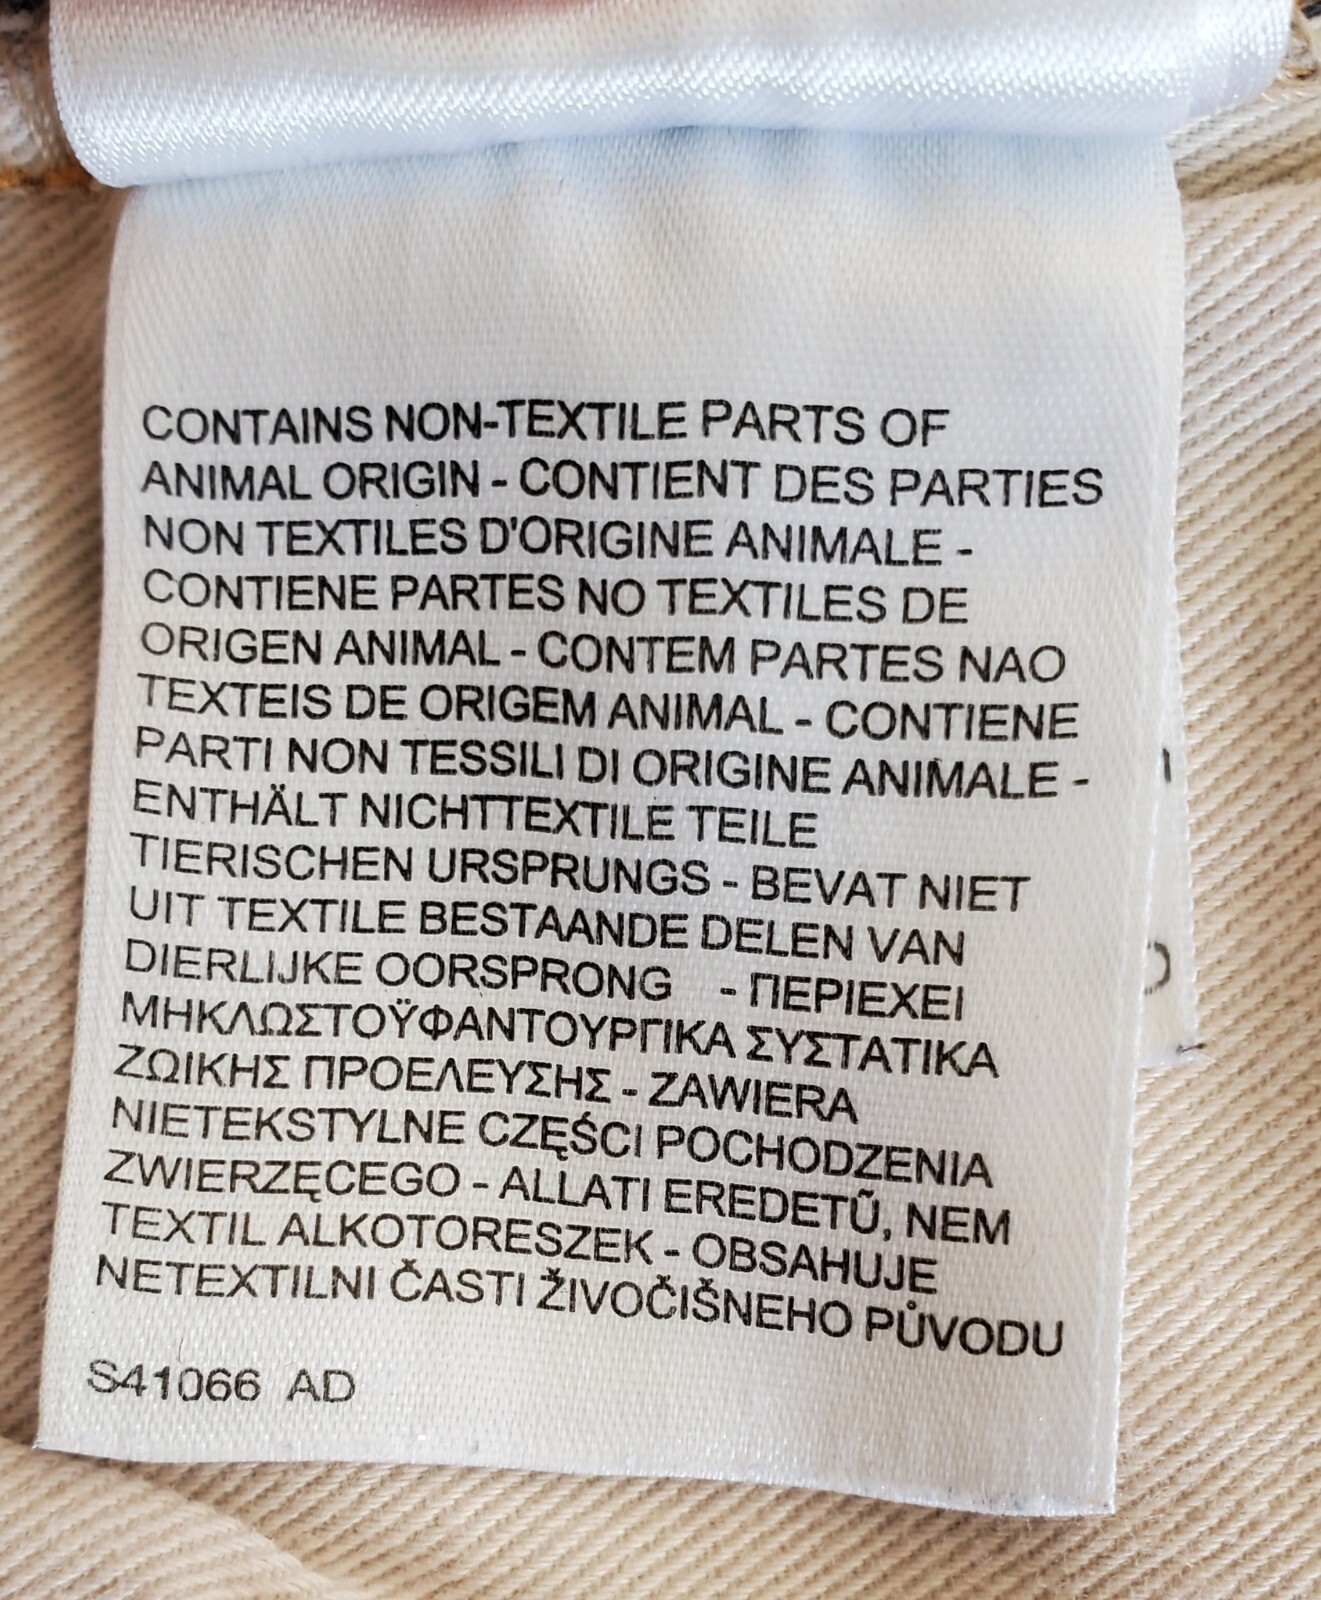 CONTAINS NON-TEXTILE PARTS OF
ANIMAL ORIGIN - CONTIENT DES PARTIES
NON TEXTILES D'ORIGINE ANIMALE -
CONTIENE PARTES NO TEXTILES DE
ORIGEN ANIMAL - CONTEM PARTES NAO
TEXTEIS DE ORIGEM ANIMAL - CONTIENE
PARTI NON TESSILI DI ORIGINE ANIMALE -
ENTHÄLT NICHTTEXTILE TEILE
TIERISCHEN URSPRUNGS - BEVAT NIET
UIT TEXTILE BESTAANDE DELEN VAN
DIERLIJKE OORSPRONG - ΠΕΡΙΕΧΕΙ
ΜΗΚΛΩΣΤΟΫΦΑΝΤΟΥΡΓΙΚΑ ΣΥΣΤΑΤΙΚΑ
ΖΩΙΚΗΣ ΠΡΟΕΛΕΥΣΗΣ - ZAWIERA
NIETEKSTYLNE CZĘŚCI POCHODZENIA
ZWIERZĘCEGO - ALLATI EREDETŨ, NEM
TEXTIL ALKOTORESZEK - OBSAHUJE
NETEXTILNI ČASTI ŽIVOČIŠNEHO PŮVODU
S41066 AD